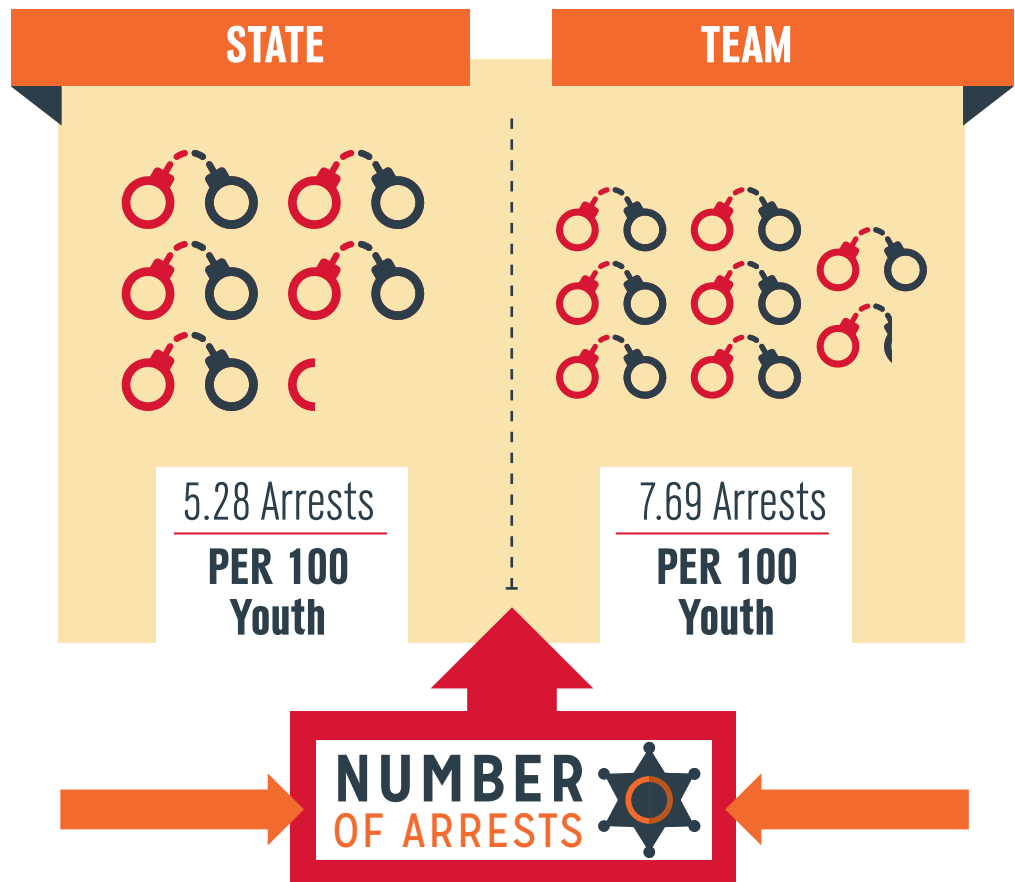 STATE
TEAM
5.28 Arrests
PER 100
Youth
7.69 Arrests
PER 100
Youth
NUMBER
OF ARRESTS